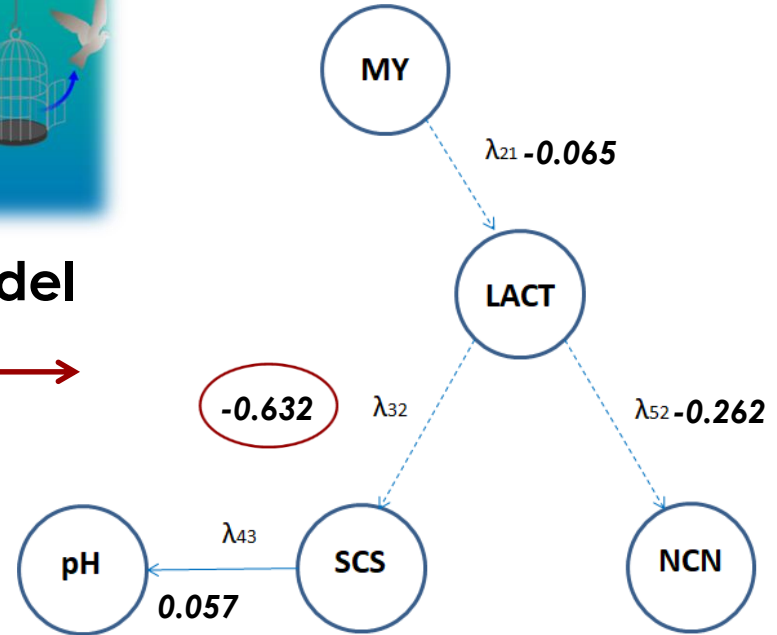 MY
λ21 -0.065
LACT
del
-0.632
λ32
λ52 -0.262
λ43
pH
SCS
NCN
0.057